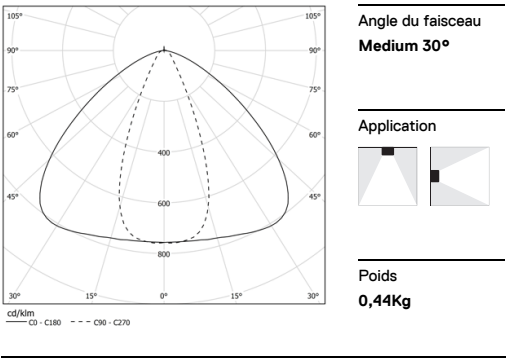 105° 105°
90° 90°
75° 75°
60° 60°
400
45° 45°
600
800
30° 15° 0° 15° 30°
cd/klm
C0 - C180 C90 - C270
Angle du faisceau
Medium 30°
Application
Poids
0,44Kg